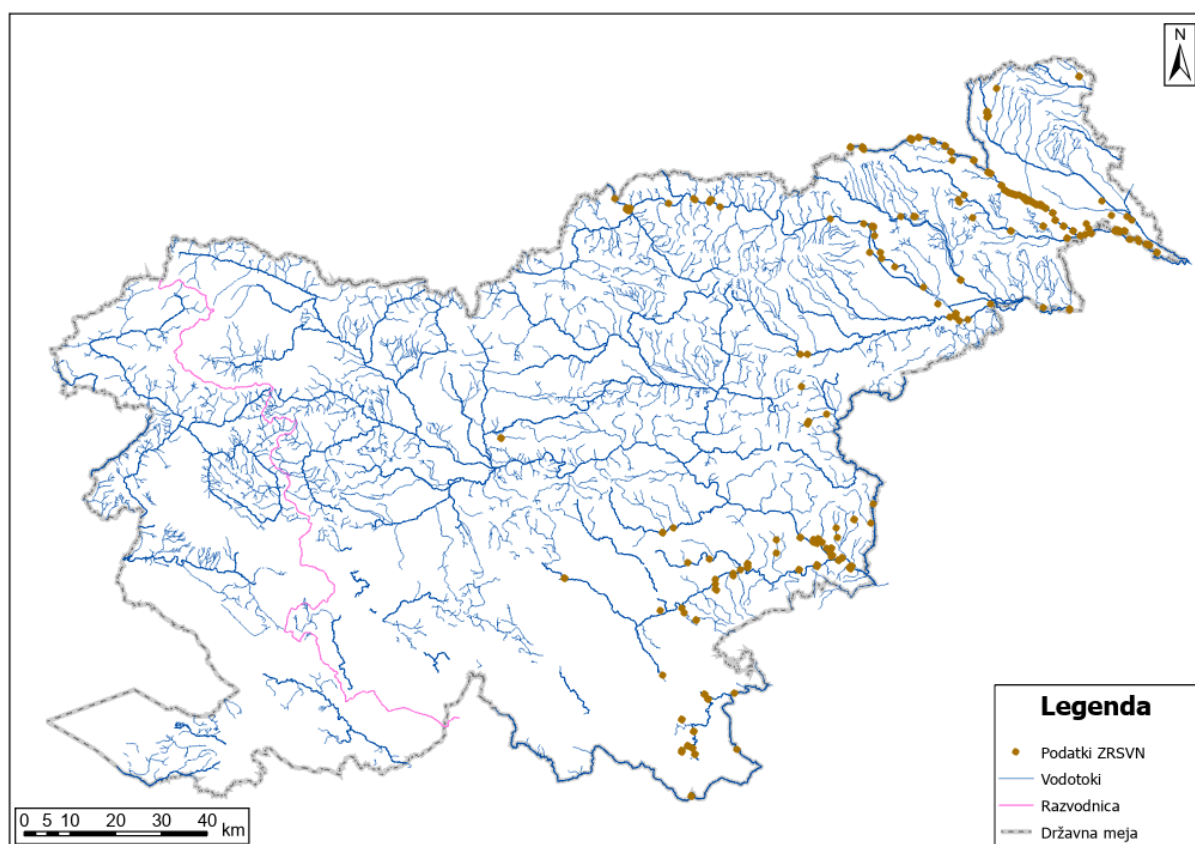 N
Legenda
Podatki ZRSVN
Vodotoki
Razvodnica
Državna meja
0 5 10 20 30 40 km